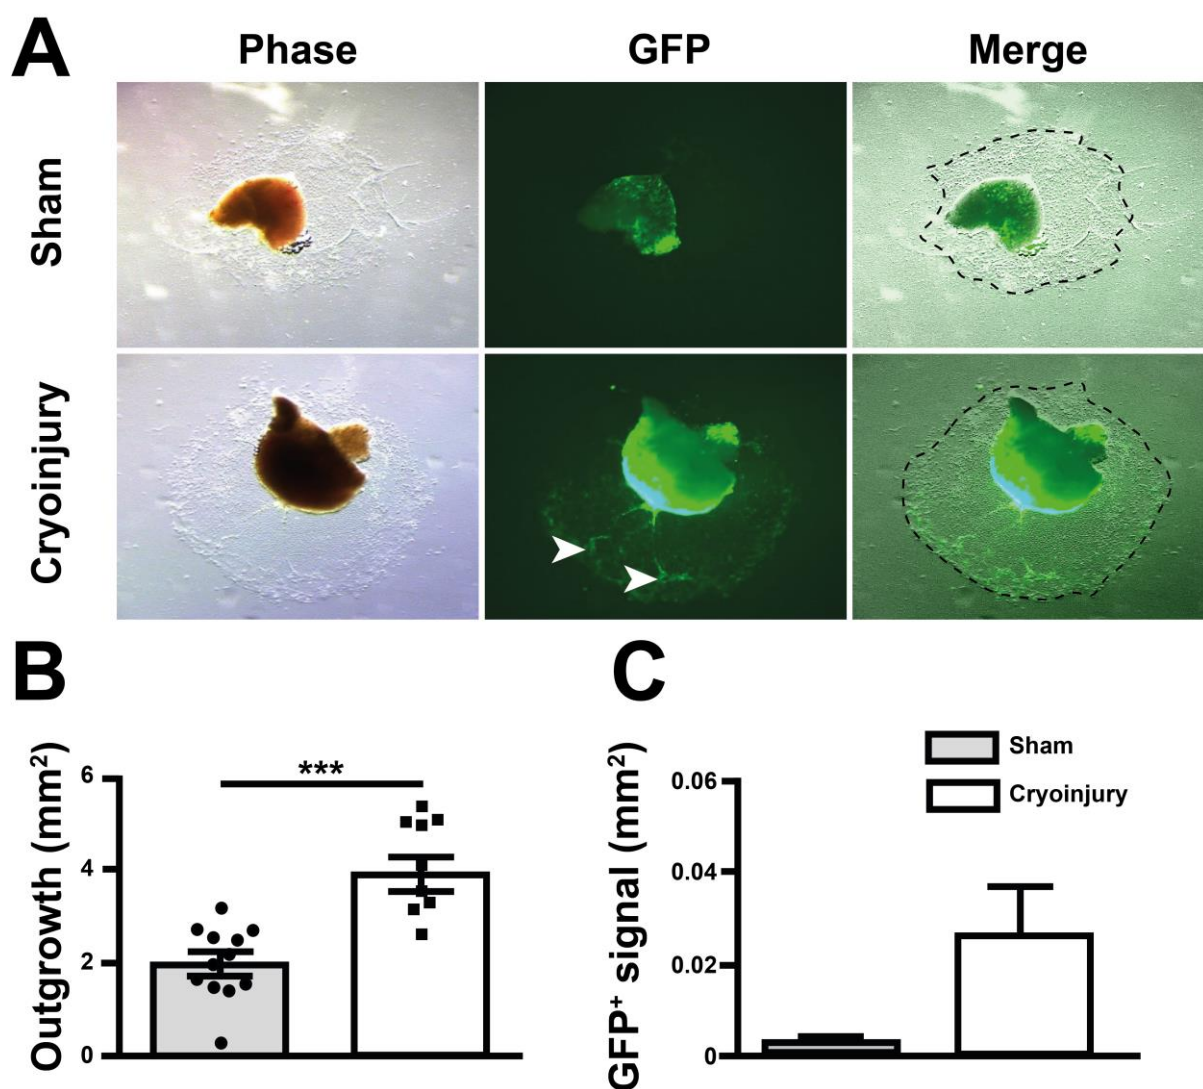 A
Phase GFP Merge
Sham
Cryoinjury
B
C
Outgrowth (mm²)
6
4
2
0
***
GFP⁺ signal (mm²)
0.06
0.04
0.02
0
Sham
Cryoinjury